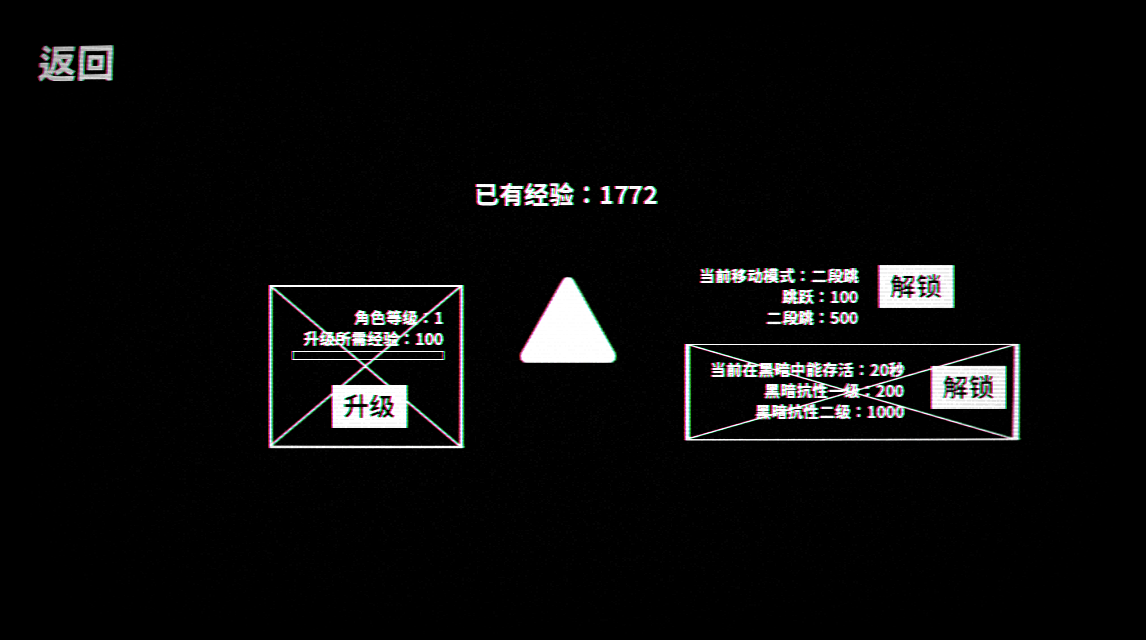 返回
已有经验：1772
角色等级：1
升级所需经验：100
升级
当前移动模式：二段跳
跳跃：100
二段跳：500
解锁
当前在黑暗中能存活：20秒
黑暗抗性一级：200
黑暗抗性二级：1000
解锁